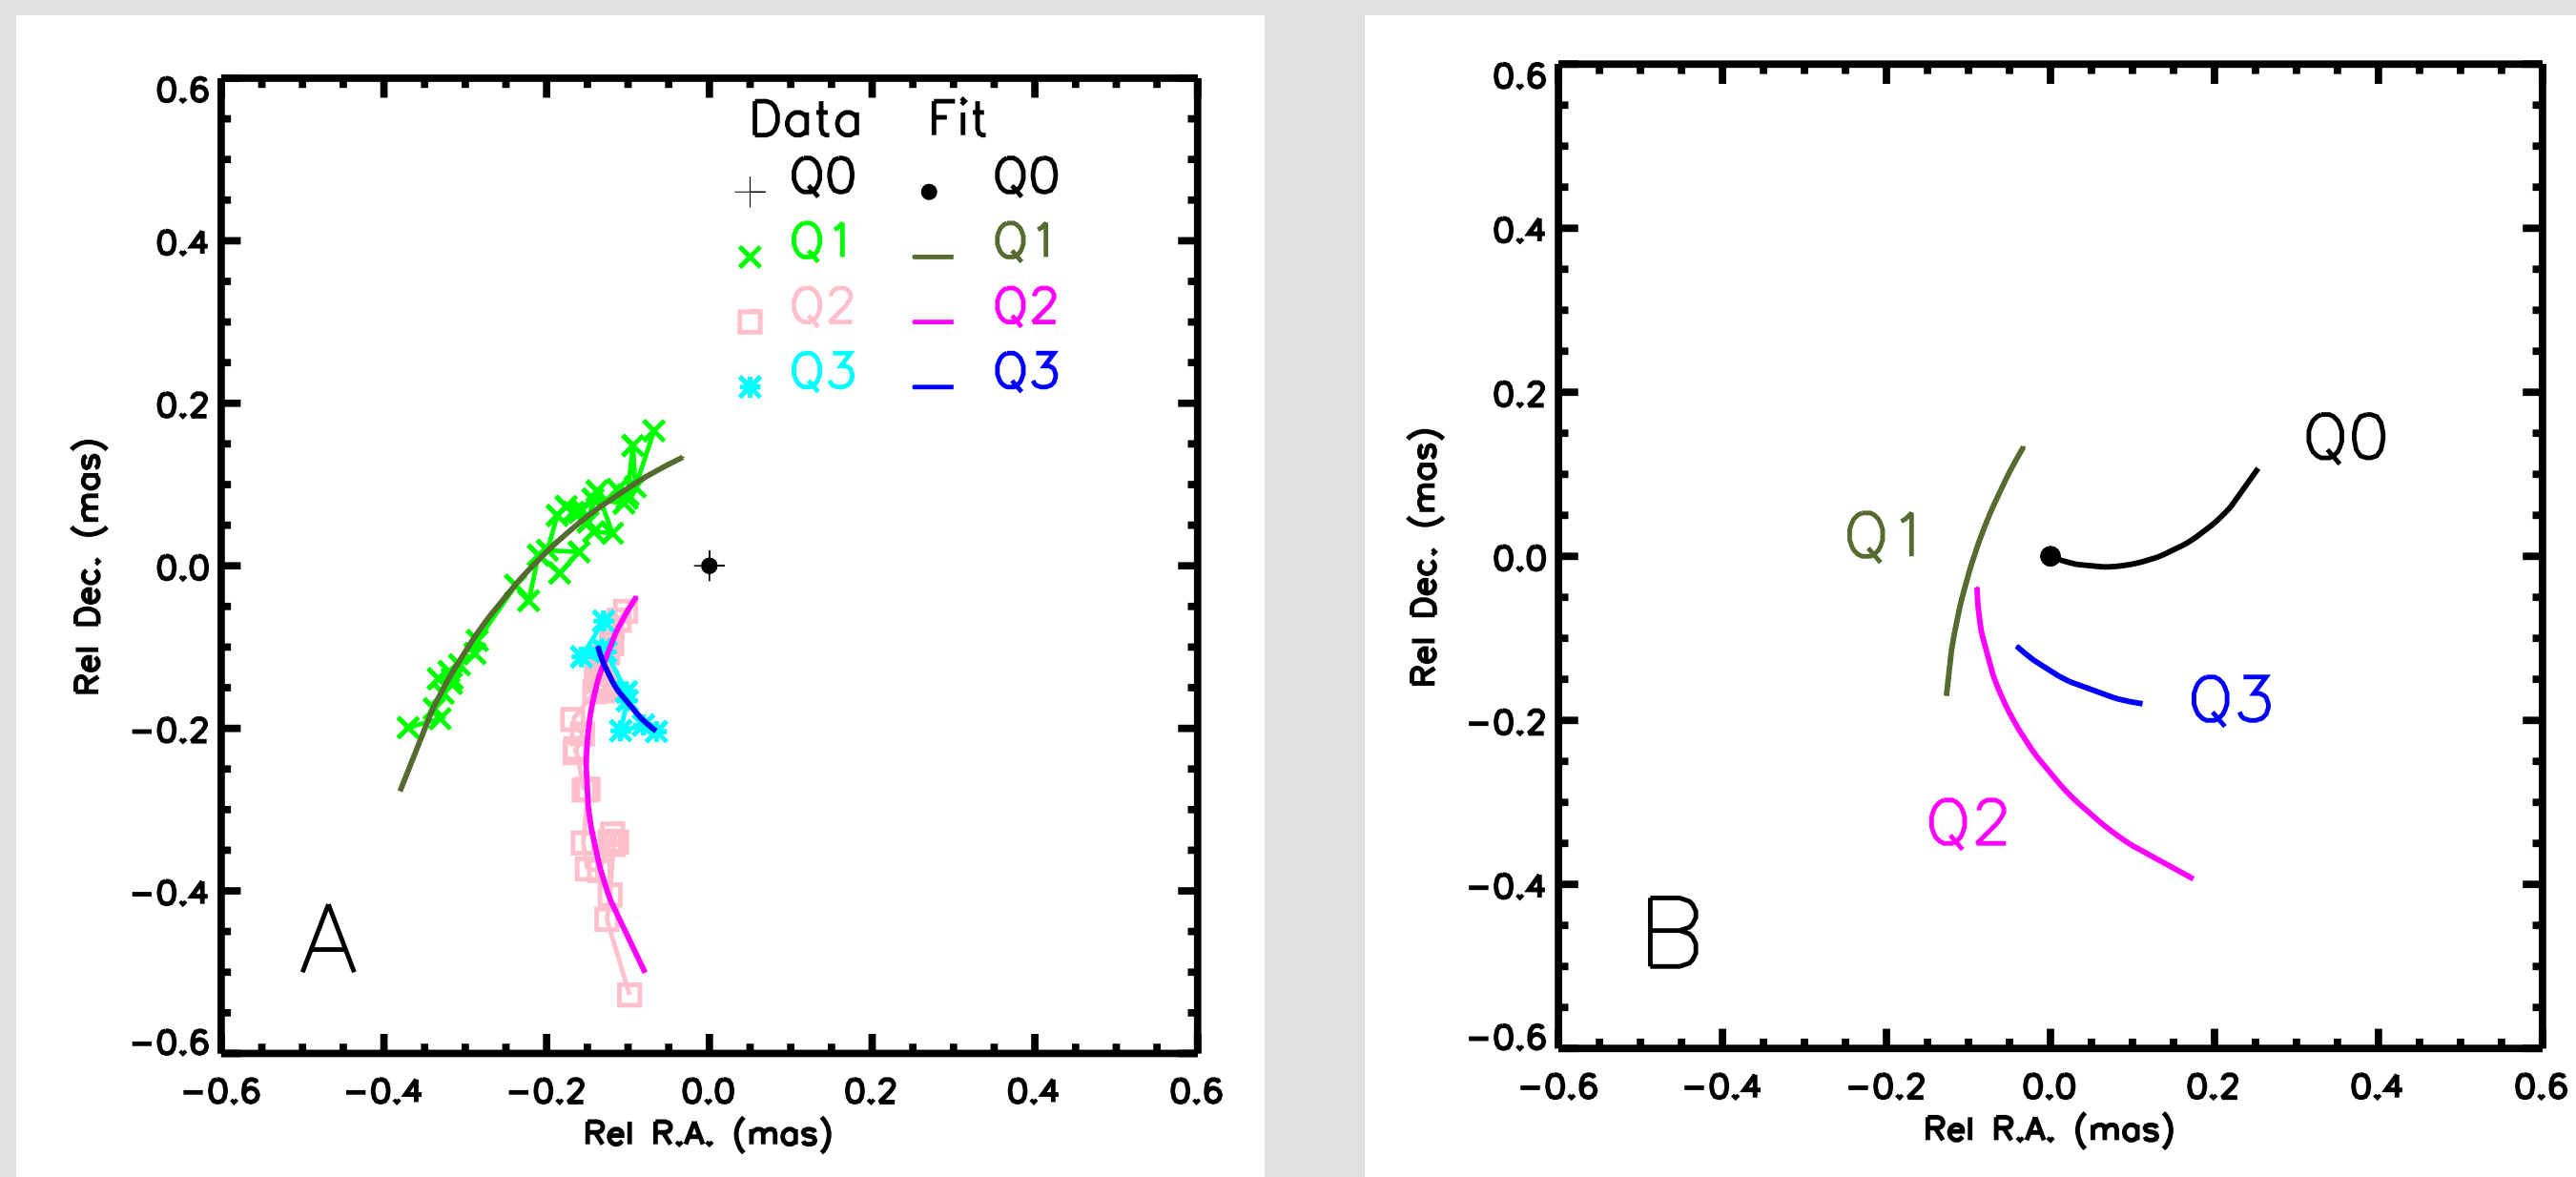 0.6
0.4
0.2
0.0
−0.2
−0.4
−0.6
Rel Dec. (mas)
Data Fit
Q0 Q0
Q1 Q1
Q2 Q2
Q3 Q3
A
−0.6 −0.4 −0.2 0.0 0.2 0.4 0.6
Rel R.A. (mas)
0.6
0.4
0.2
0.0
−0.2
−0.4
−0.6
Rel Dec. (mas)
Q0
Q1
Q3
Q2
B
−0.6 −0.4 −0.2 0.0 0.2 0.4 0.6
Rel R.A. (mas)